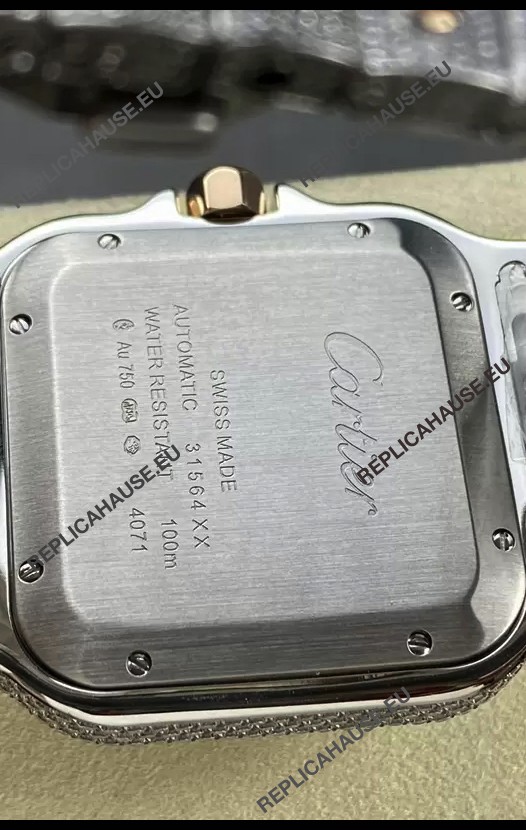 REPLICAHAUSE.EU
REPLICAHAUSE.EU
REPLICAHAUSE.EU
Cartier
SWISS MADE
AUTOMATIC 31564XX
WATER RESISTANT 100m
Au 750 4071
REPLICAHAUSE.EU
REPLICAHAUSE.EU
REPLICAHAUSE.EU